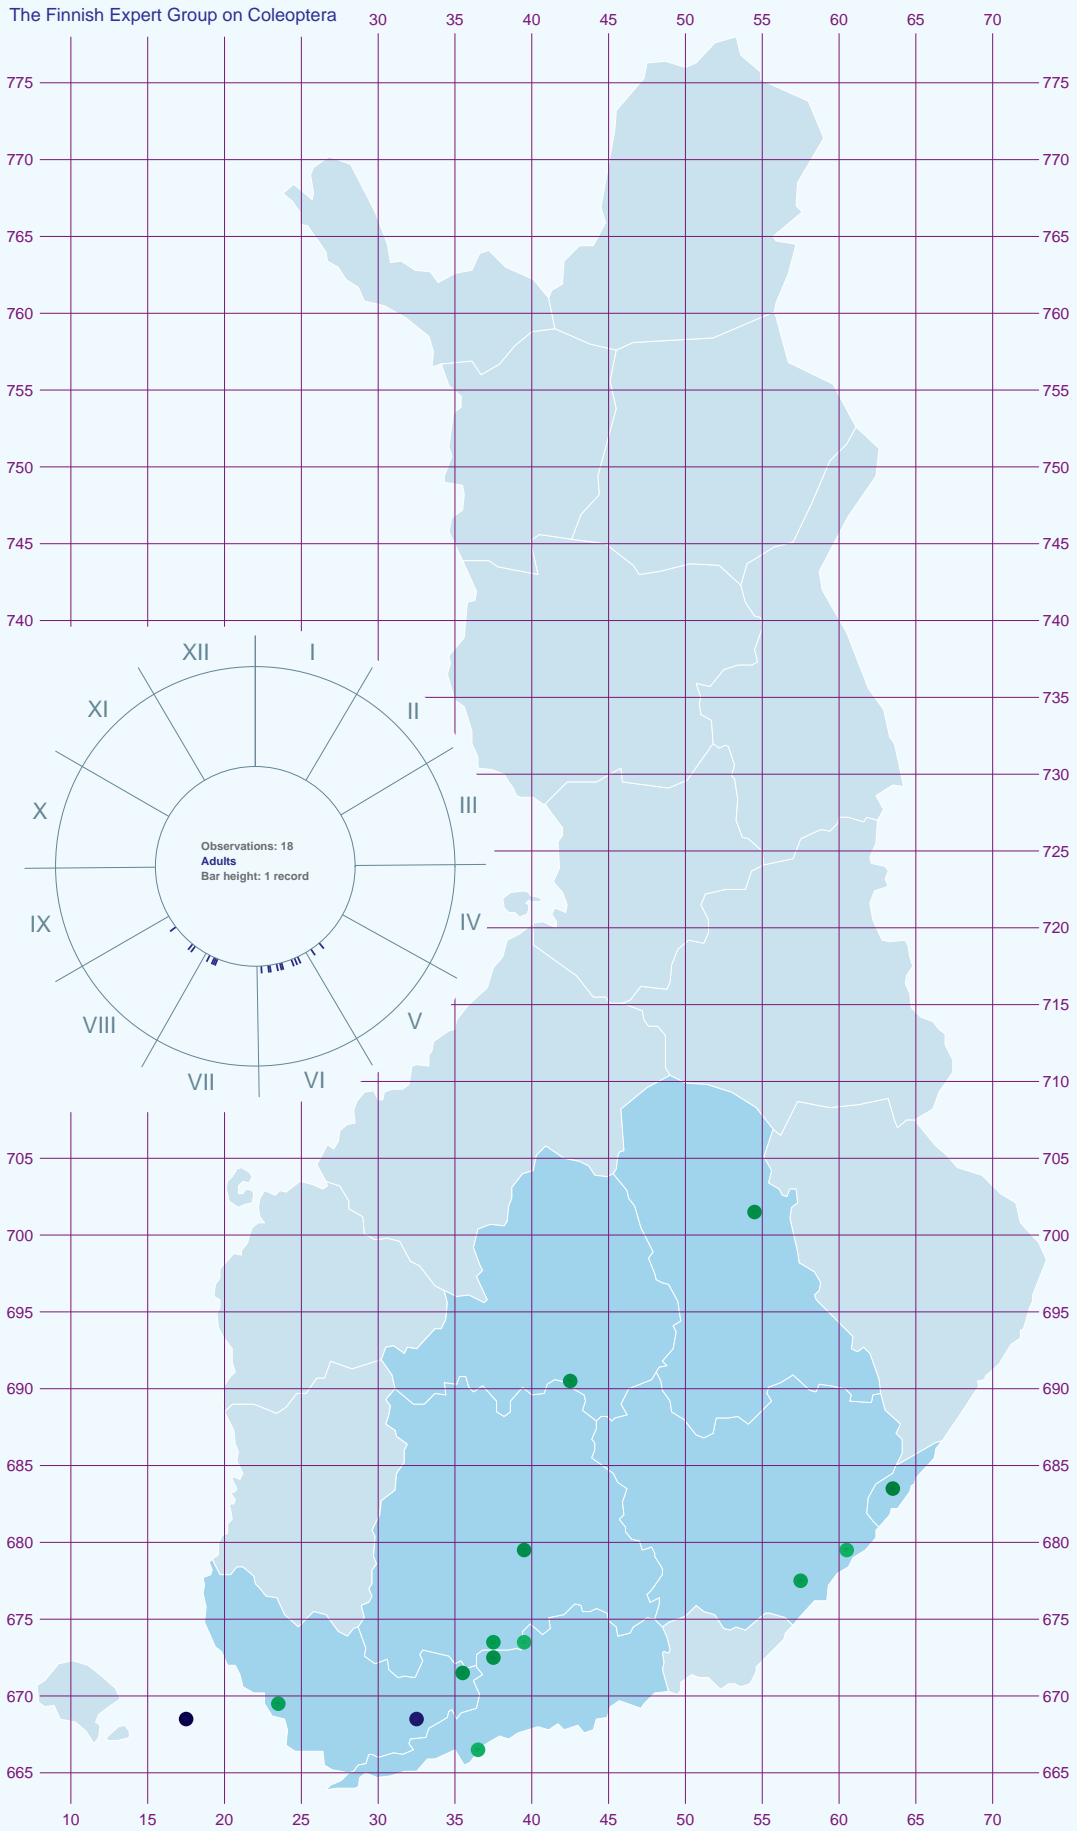 The Finnish Expert Group on Coleoptera
30 35 40 45 50 55 60 65 70
775 775
770 770
765 765
760 760
755 755
750 750
745 745
740 740
XII I
XI II
735
730
X III
Observations: 18
Adults
Bar height: 1 record
725
IX IV
720
715
VIII V
VII VI
710
705 705
700 700
695 695
690 690
685 685
680 680
675 675
670 670
665 665
10 15 20 25 30 35 40 45 50 55 60 65 70